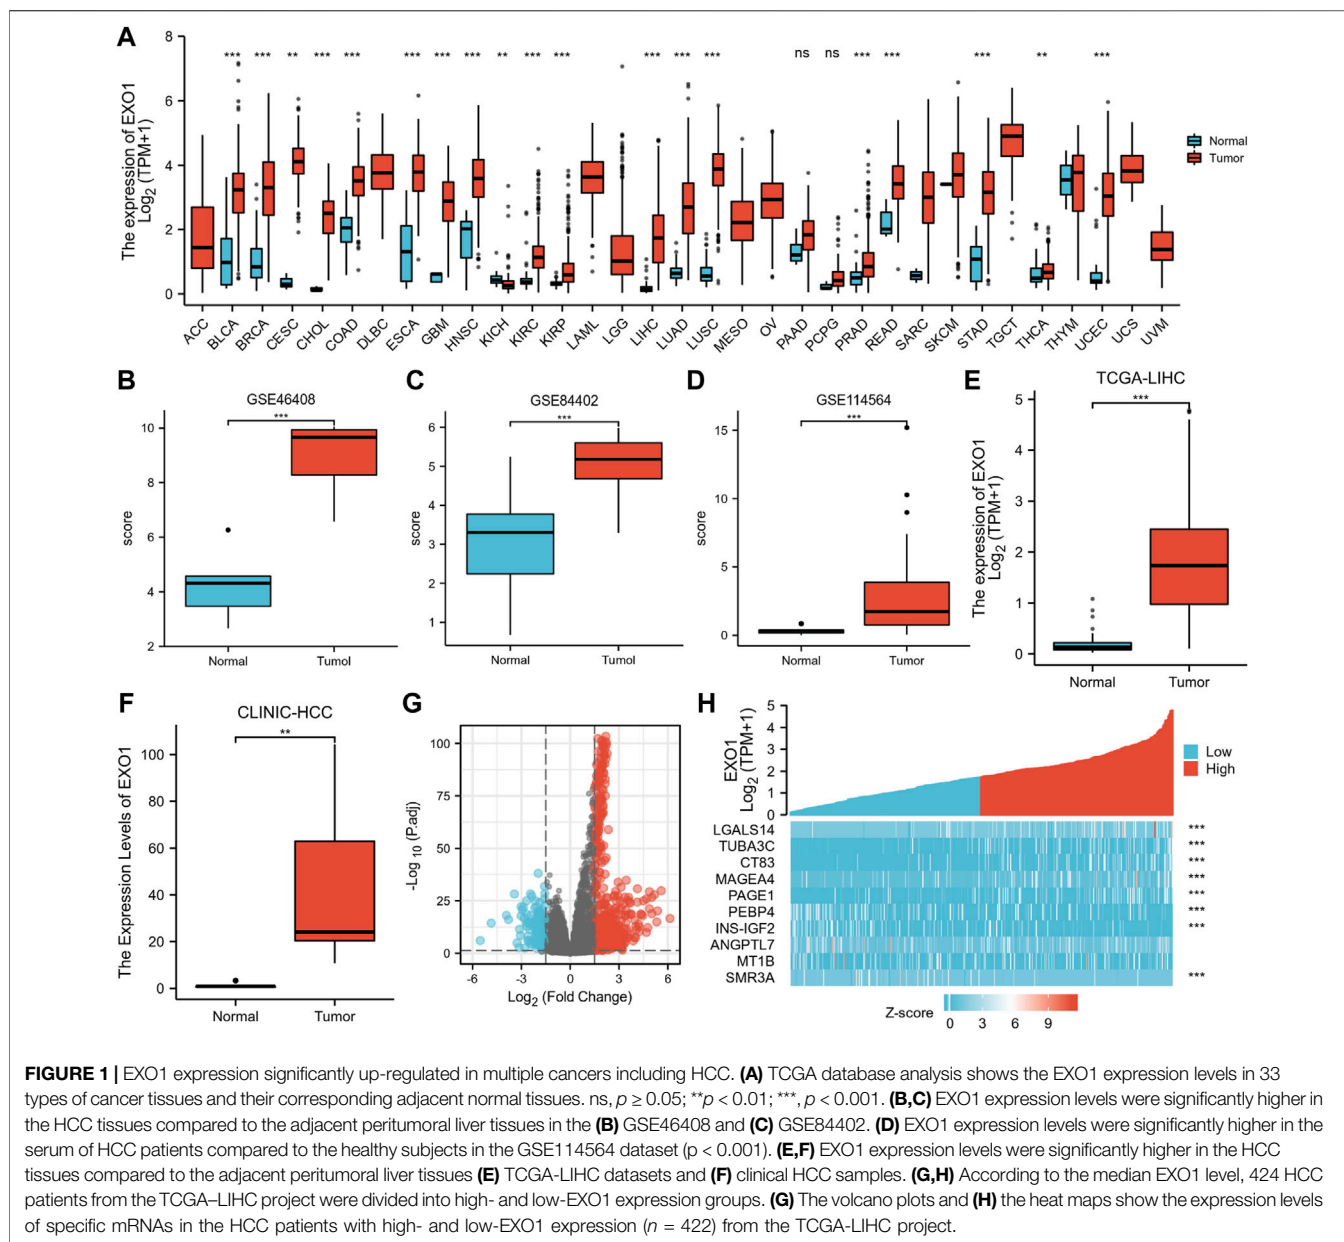 A
The expression of EXO1
Log2 (TPM+1)
8
6
4
2
0
*** *** ** *** *** *** *** *** ** *** *** *** *** *** ns ns *** *** *** ** ***
Normal
Tumor
ACC BLCA BRCA CESC CHOL COAD DLBC ESCA GBM HNSC KICH KIRC KIRP LAML LGG LIHC LUAD LUSC MESO OV PAAD PCPG PRAD READ SARC SKCM STAD TGCT THCA THYM UCEC UCS UVM
B
GSE46408
***
score
10
8
6
4
2
Normal Tumol
C
GSE84402
***
score
6
5
4
3
2
1
Normal Tumol
D
GSE114564
***
score
15
10
5
0
Normal Tumor
E
TCGA-LIHC
***
The expression of EXO1
Log2 (TPM+1)
5
4
3
2
1
0
Normal Tumor
F
CLINIC-HCC
**
The Expression Levels of EXO1
100
80
60
40
20
0
Normal Tumor
G
-Log10 (P.adj)
100
75
50
25
0
-6 -3 0 3 6
Log2 (Fold Change)
H
EXO1
Log2 (TPM+1)
5
4
3
2
1
0
Low
High
LGALS14 ***
TUBA3C ***
CT83 ***
MAGEA4 ***
PAGE1 ***
PEBP4 ***
INS-IGF2 ***
ANGPTL7
MT1B
SMR3A ***
Z-score
0 3 6 9
FIGURE 1 | EXO1 expression significantly up-regulated in multiple cancers including HCC. (A) TCGA database analysis shows the EXO1 expression levels in 33
types of cancer tissues and their corresponding adjacent normal tissues. ns, p ≥ 0.05; **p < 0.01; ***, p < 0.001. (B,C) EXO1 expression levels were significantly higher in
the HCC tissues compared to the adjacent peritumoral liver tissues in the (B) GSE46408 and (C) GSE84402. (D) EXO1 expression levels were significantly higher in the
serum of HCC patients compared to the healthy subjects in the GSE114564 dataset (p < 0.001). (E,F) EXO1 expression levels were significantly higher in the HCC
tissues compared to the adjacent peritumoral liver tissues (E) TCGA-LIHC datasets and (F) clinical HCC samples. (G,H) According to the median EXO1 level, 424 HCC
patients from the TCGA–LIHC project were divided into high- and low-EXO1 expression groups. (G) The volcano plots and (H) the heat maps show the expression levels
of specific mRNAs in the HCC patients with high- and low-EXO1 expression (n = 422) from the TCGA-LIHC project.